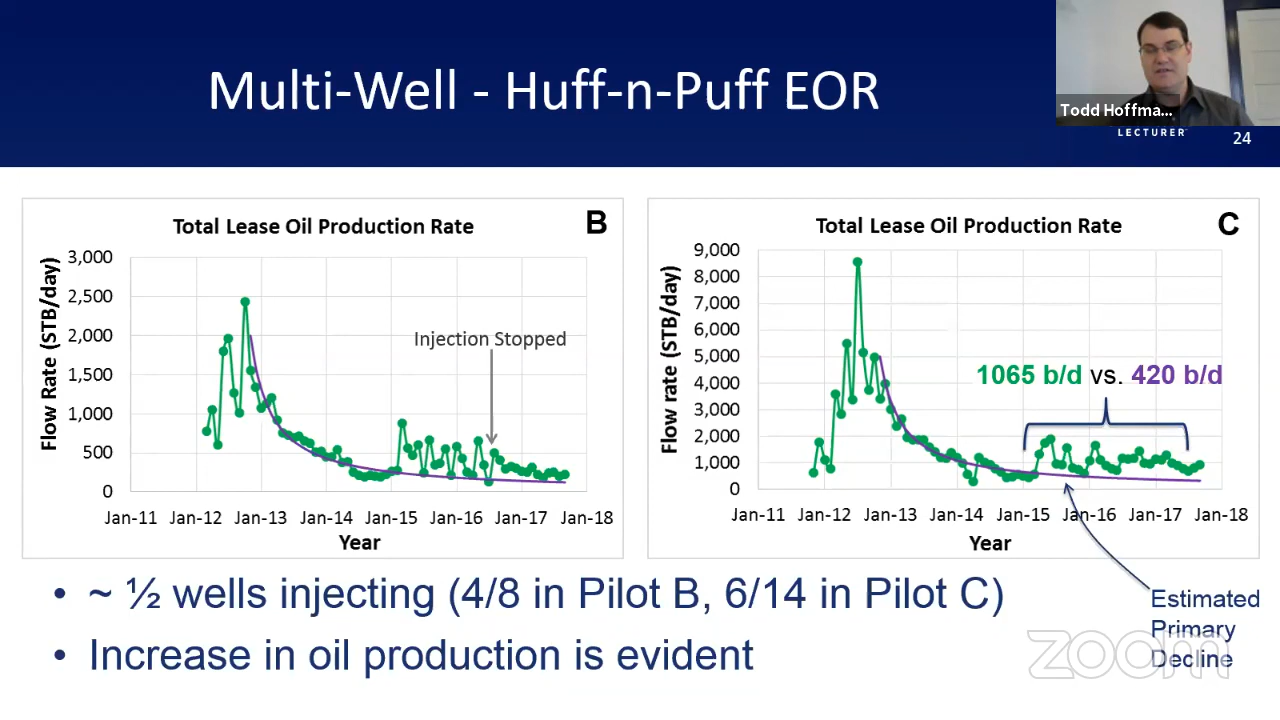 Multi-Well - Huff-n-Puff EOR
Todd Hoffma...
LECTURER
24
Total Lease Oil Production Rate
B
Flow Rate (STB/day)
3,000
2,500
2,000
1,500
1,000
500
0
Injection Stopped
Jan-11 Jan-12 Jan-13 Jan-14 Jan-15 Jan-16 Jan-17 Jan-18
Year
Total Lease Oil Production Rate
C
Flow rate (STB/day)
9,000
8,000
7,000
6,000
5,000
4,000
3,000
2,000
1,000
0
1065 b/d vs. 420 b/d
Jan-11 Jan-12 Jan-13 Jan-14 Jan-15 Jan-16 Jan-17 Jan-18
Year
• ~ ½ wells injecting (4/8 in Pilot B, 6/14 in Pilot C)
• Increase in oil production is evident
Estimated
Primary
Decline
zoom